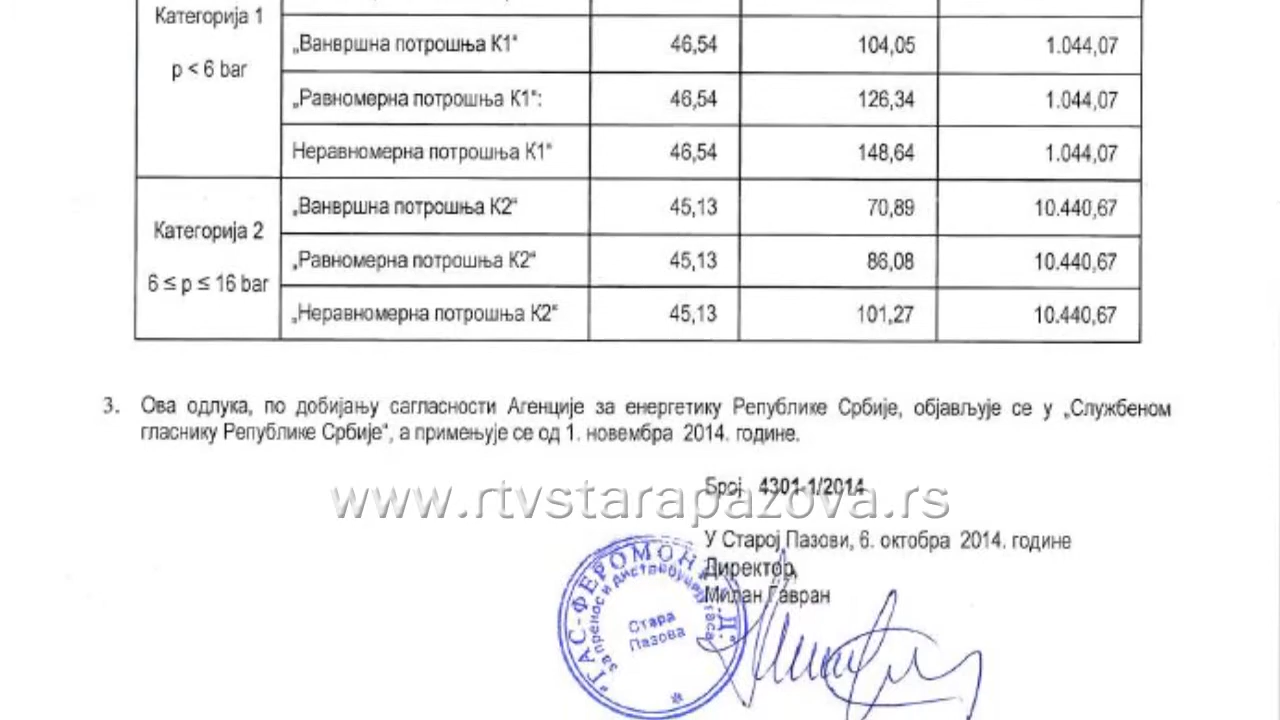 Категорија 1
p < 6 bar
„Ванвршна потрошња К1“ 46,54 104,05 1.044,07
„Равномерна потрошња К1“: 46,54 126,34 1.044,07
Неравномерна потрошња К1“ 46,54 148,64 1.044,07
Категорија 2
6 ≤ p ≤ 16 bar
„Ванвршна потрошња К2“ 45,13 70,89 10.440,67
„Равномерна потрошња К2“ 45,13 86,08 10.440,67
„Неравномерна потрошња К2“ 45,13 101,27 10.440,67
3. Ова одлука, по добијању сагласности Агенције за енергетику Републике Србије, објављује се у „Службеном
гласнику Републике Србије“, а примењује се од 1. новембра 2014. године.
Број 4301-1/2014
www.rtvstarapazova.rs
У Старој Пазови, 6. октобра 2014. године
Директор,
Милан Гавран
за пренос и дистрибуцију гаса
Стара
Пазова